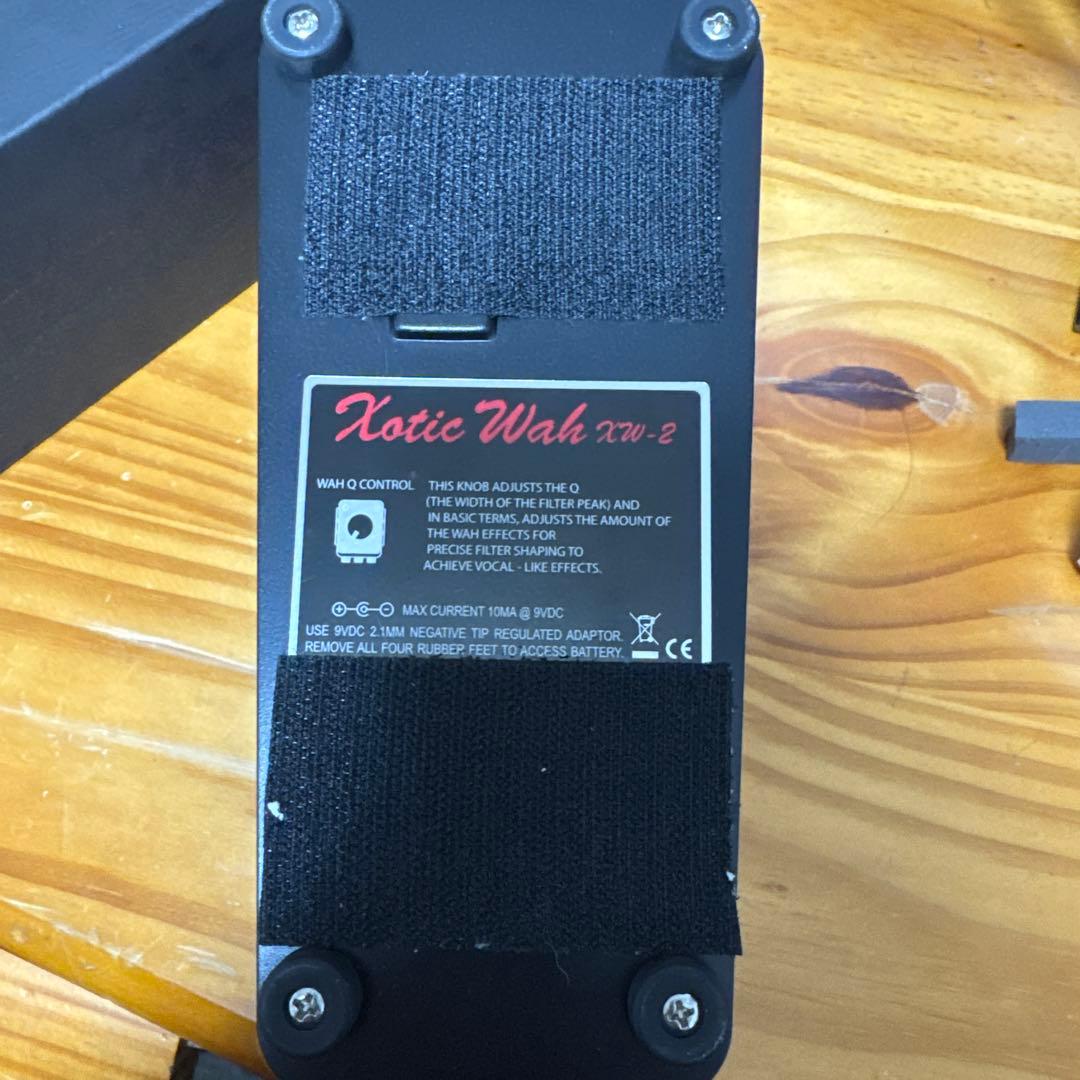 Xotic Wah XW-2
WAH Q CONTROL
THIS KNOB ADJUSTS THE Q
(THE WIDTH OF THE FILTER PEAK) AND
IN BASIC TERMS, ADJUSTS THE AMOUNT OF
THE WAH EFFECTS FOR
PRECISE FILTER SHAPING TO
ACHIEVE VOCAL - LIKE EFFECTS.
MAX CURRENT 10MA @ 9VDC
USE 9VDC 2.1MM NEGATIVE TIP REGULATED ADAPTOR.
REMOVE ALL FOUR RUBBER FEET TO ACCESS BATTERY.
CE